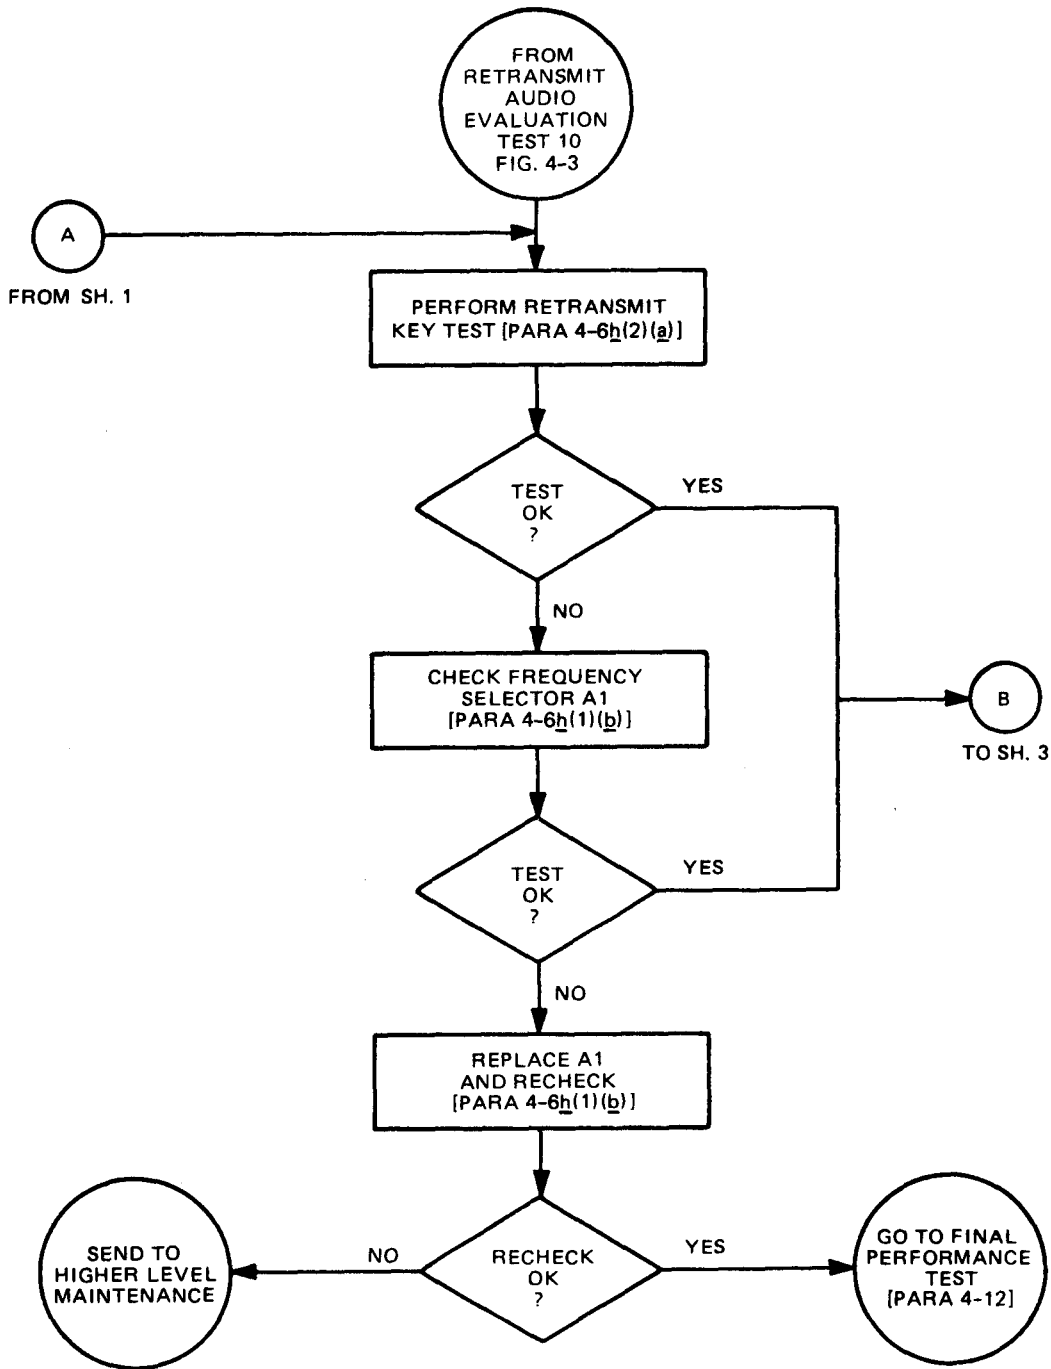 FROM
RETRANSMIT
AUDIO
EVALUATION
TEST 10
FIG. 4-3
A
FROM SH. 1
PERFORM RETRANSMIT
KEY TEST [PARA 4-6h(2)(a)]
TEST
OK
?
YES
NO
CHECK FREQUENCY
SELECTOR A1
[PARA 4-6h(1)(b)]
B
TO SH. 3
TEST
OK
?
YES
NO
REPLACE A1
AND RECHECK
[PARA 4-6h(1)(b)]
SEND TO
HIGHER LEVEL
MAINTENANCE
NO
RECHECK
OK
?
YES
GO TO FINAL
PERFORMANCE
TEST
[PARA 4-12]